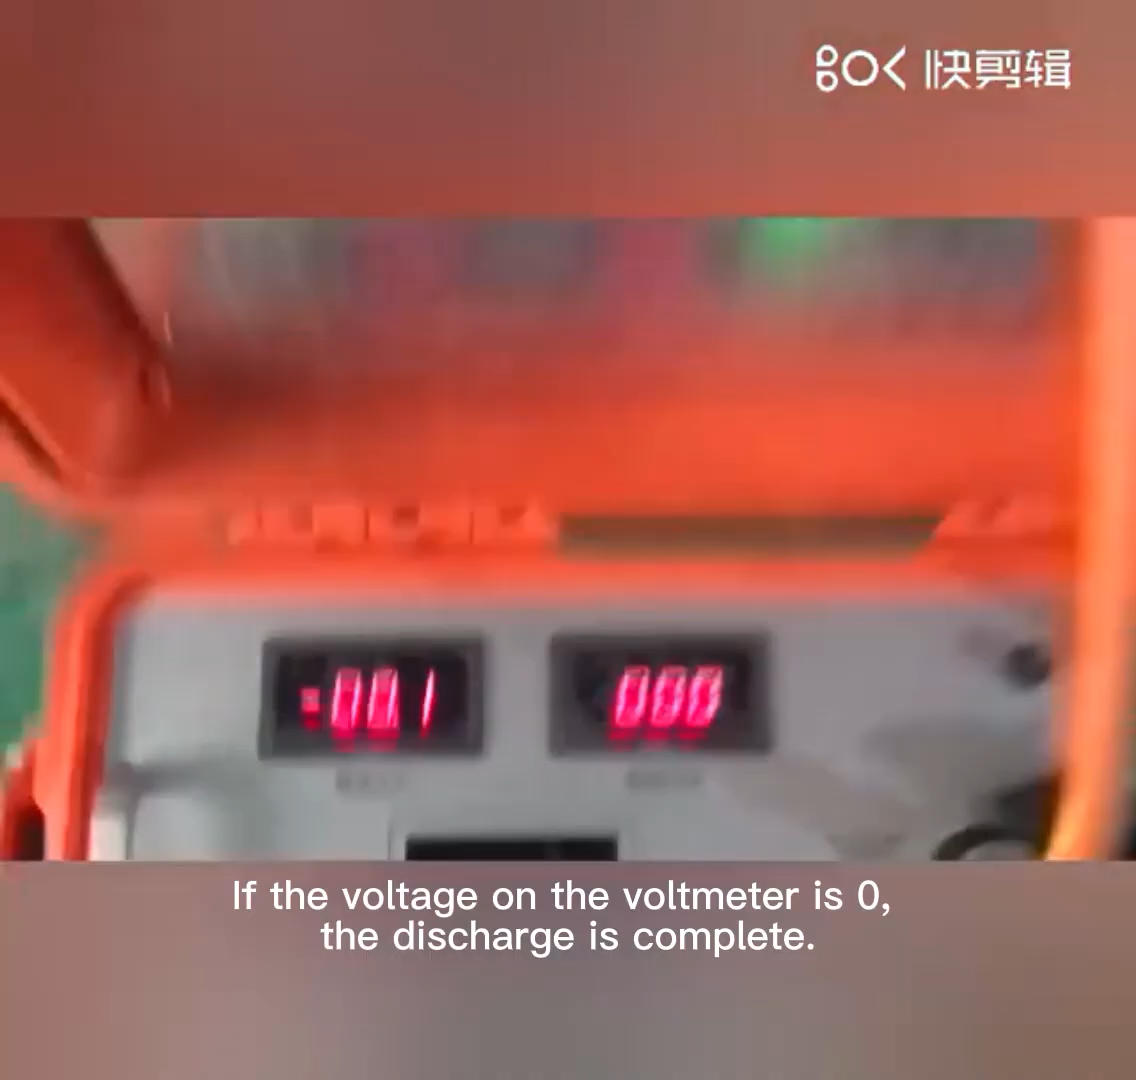 快剪辑
-001
000
If the voltage on the voltmeter is 0,
the discharge is complete.